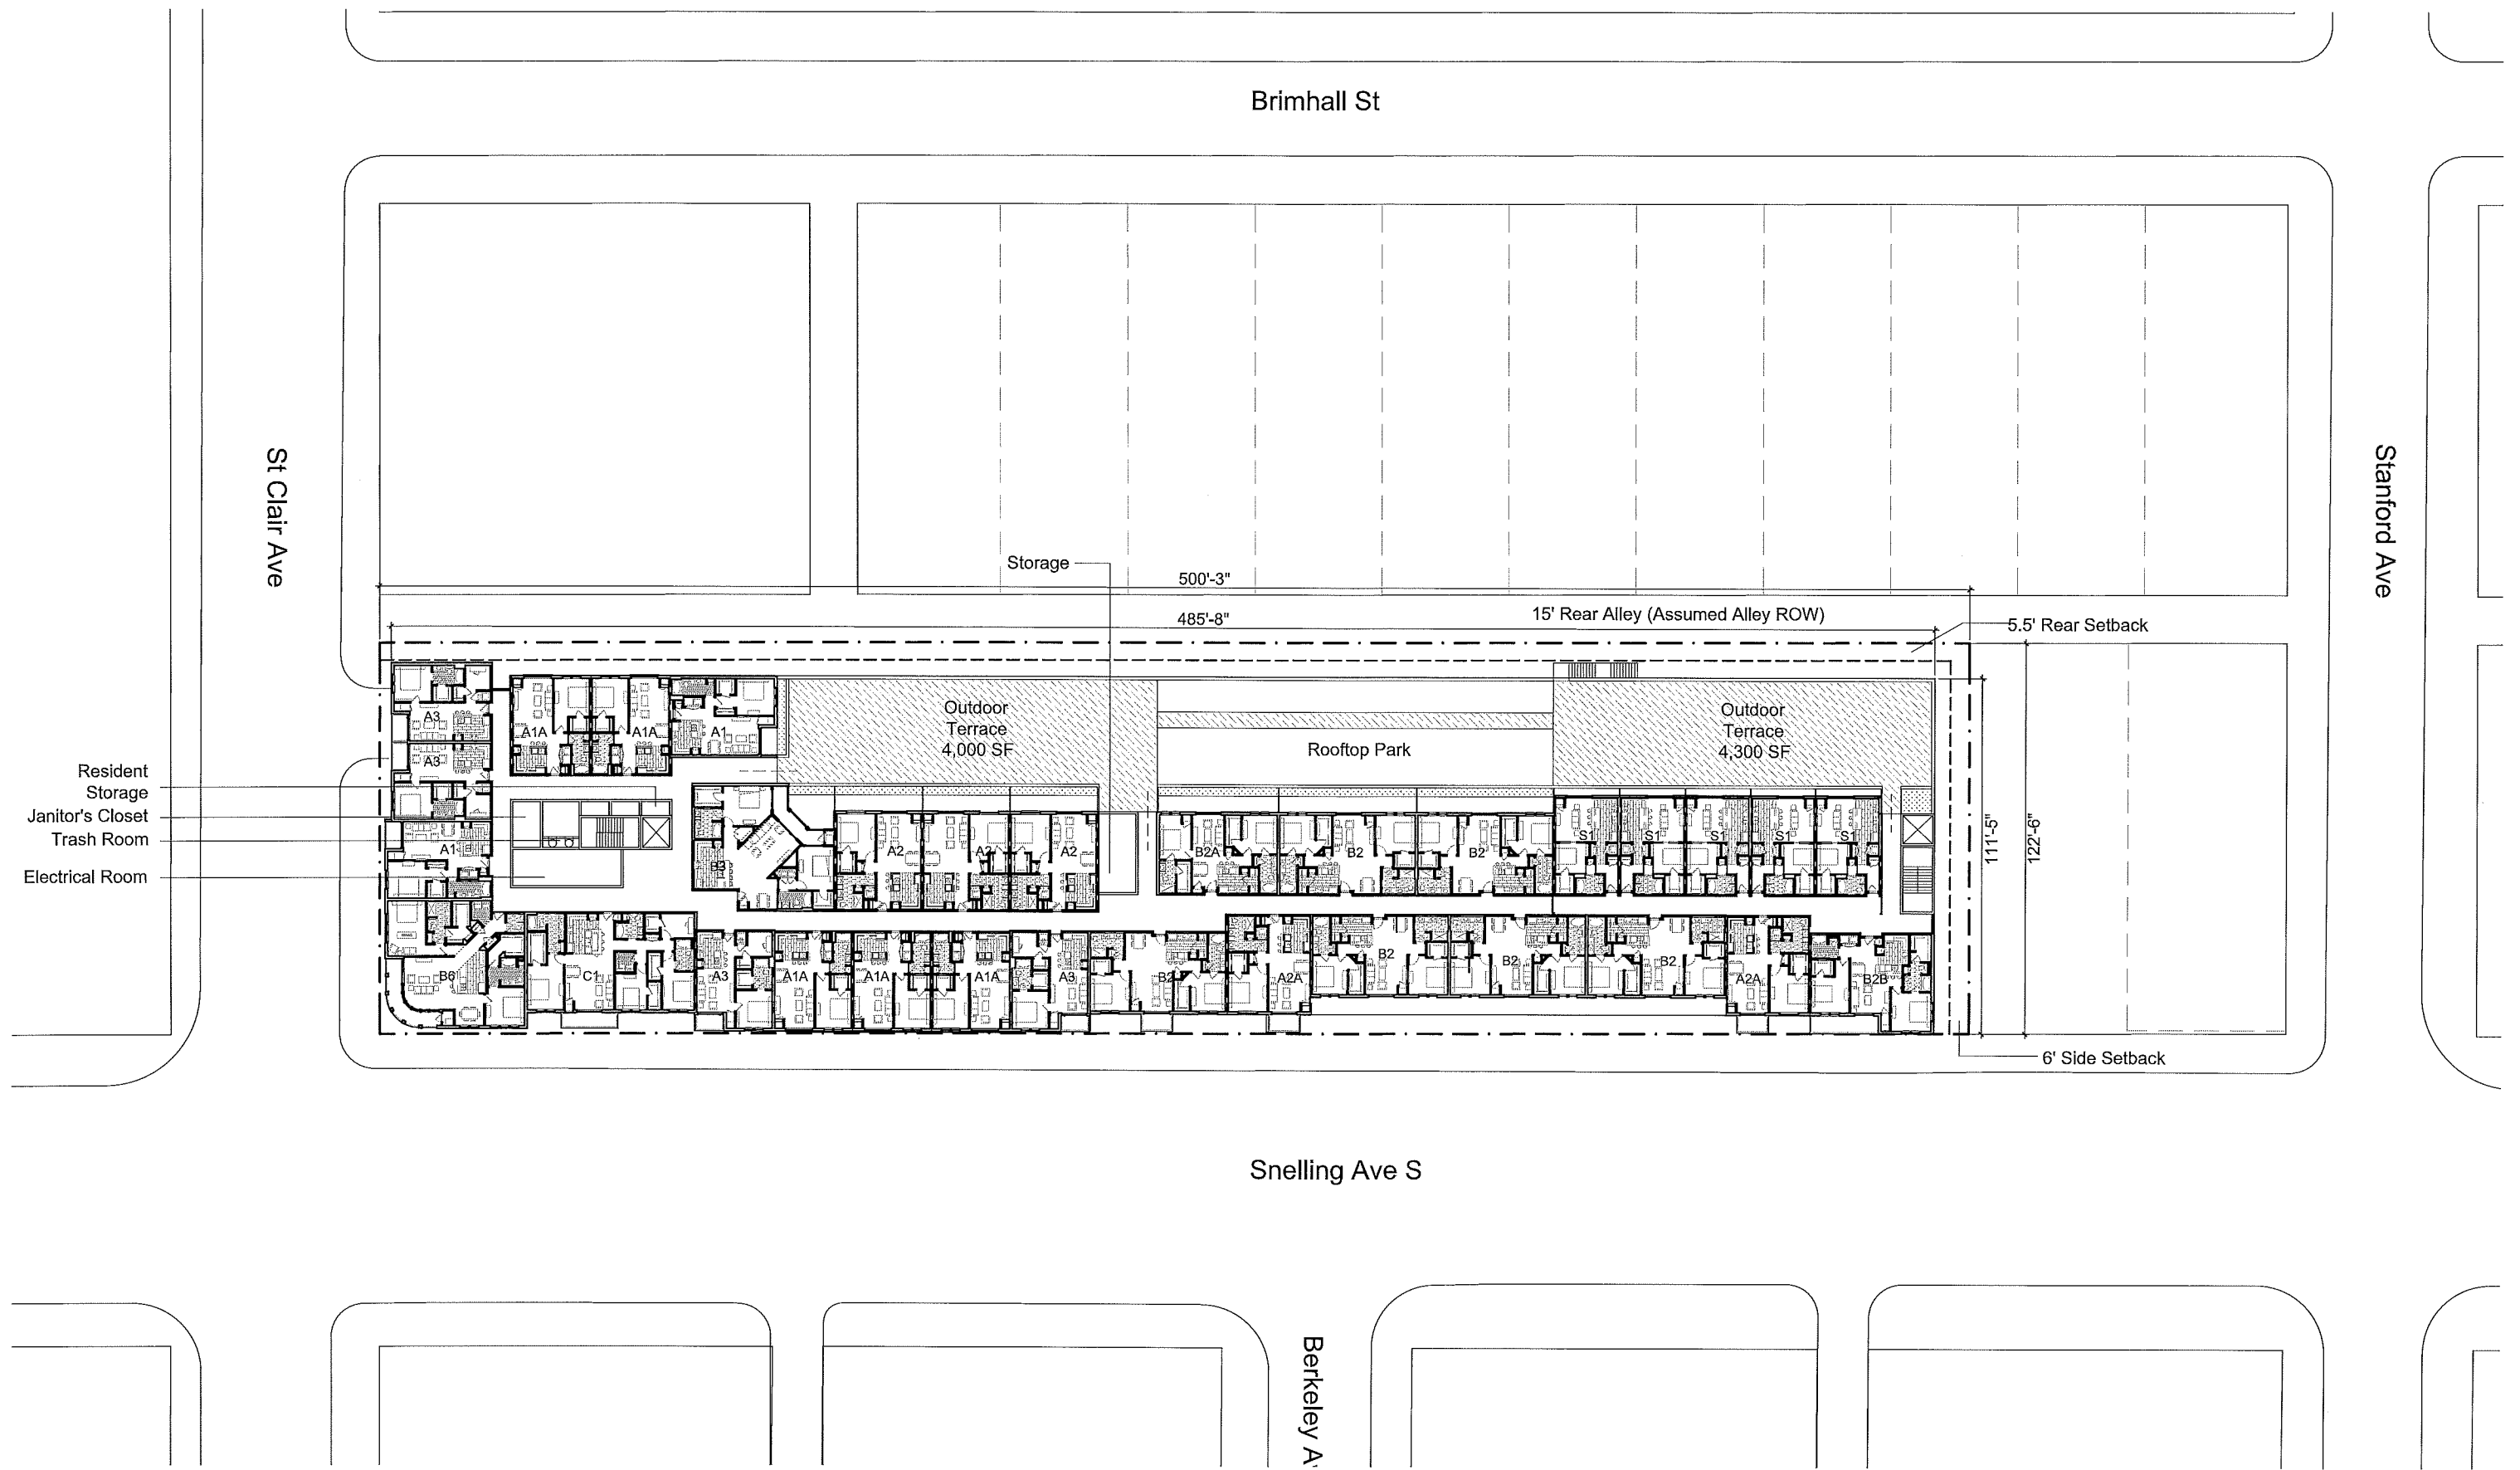 Brimhall St
St Clair Ave
Stanford Ave
Storage
500'-3"
485'-8"
15' Rear Alley (Assumed Alley ROW)
5.5' Rear Setback
Outdoor
Terrace
4,000 SF
Rooftop Park
Outdoor
Terrace
4,300 SF
A3
A1A
A1A
A1
A3
Resident
Storage
Janitor's Closet
Trash Room
Electrical Room
A1
B3
A2
A2
A2
B2A
B2
B2
S1
S1
S1
S1
S1
111'-5"
122'-6"
B6
C1
A3
A1A
A1A
A1A
A3
B2
A2A
B2
B2
B2
A2A
B2B
6' Side Setback
Snelling Ave S
Berkeley Av